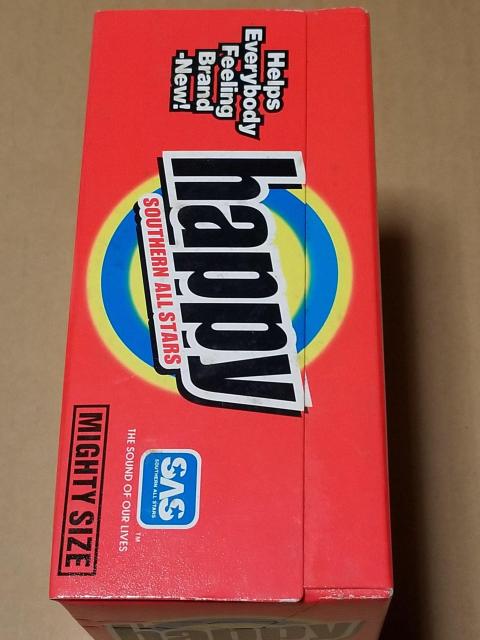 Helps
Everybody
Feeling
Brand
-New!
happy
SOUTHERN ALL STARS
SAS
SOUTHERN ALL STARS
™
THE SOUND OF OUR LIVES
MIGHTY SIZE
happy